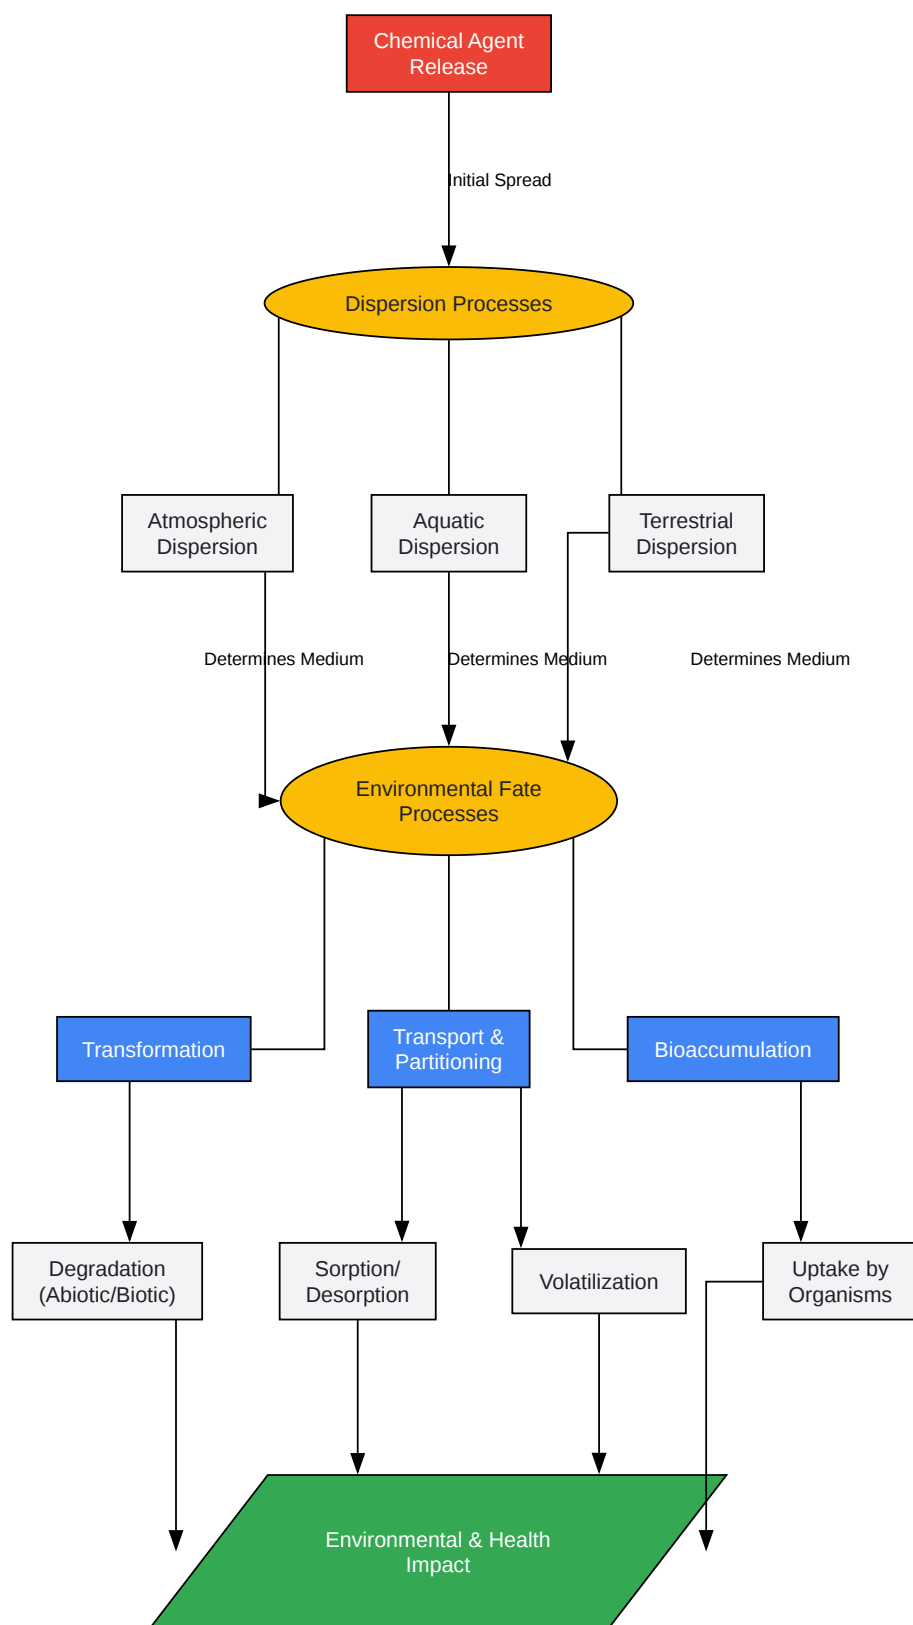 Chemical Agent
Release
Initial Spread
Dispersion Processes
Atmospheric
Dispersion
Aquatic
Dispersion
Terrestrial
Dispersion
Determines Medium
Determines Medium
Determines Medium
Environmental Fate
Processes
Transformation
Transport &
Partitioning
Bioaccumulation
Degradation
(Abiotic/Biotic)
Sorption/
Desorption
Volatilization
Uptake by
Organisms
Environmental & Health
Impact